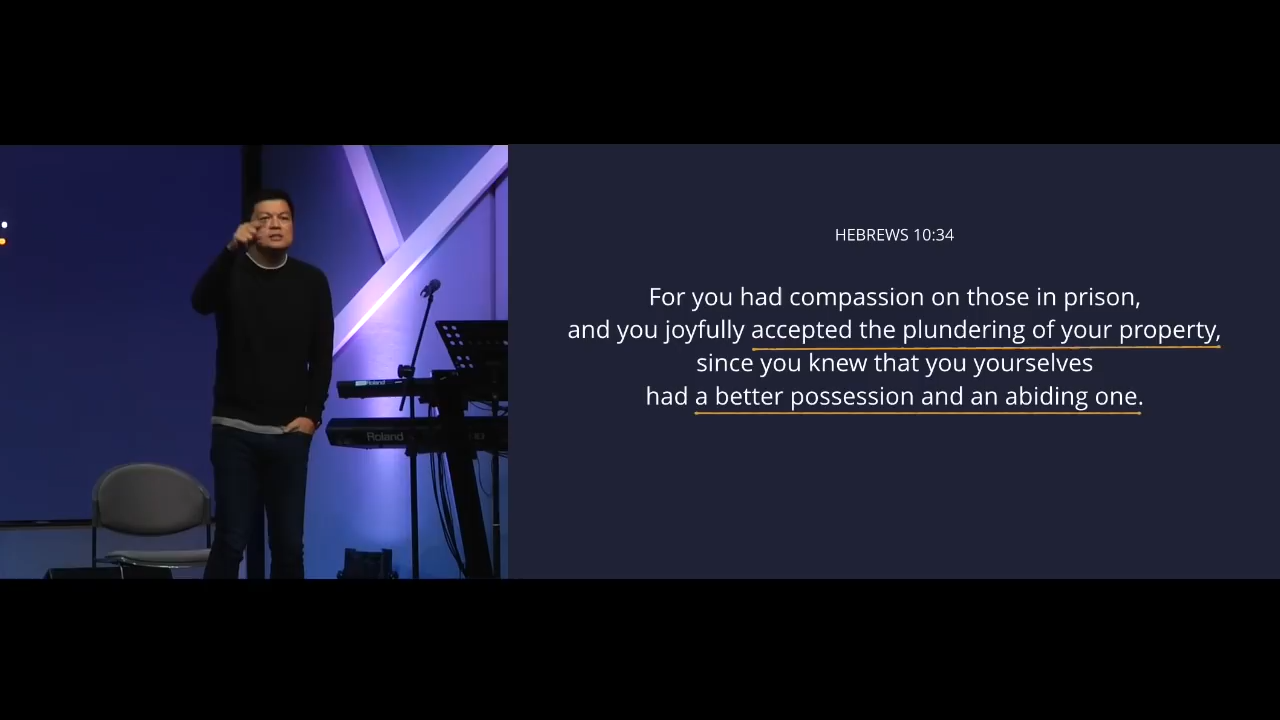 HEBREWS 10:34
For you had compassion on those in prison,
and you joyfully accepted the plundering of your property,
since you knew that you yourselves
had a better possession and an abiding one.
Roland
Roland